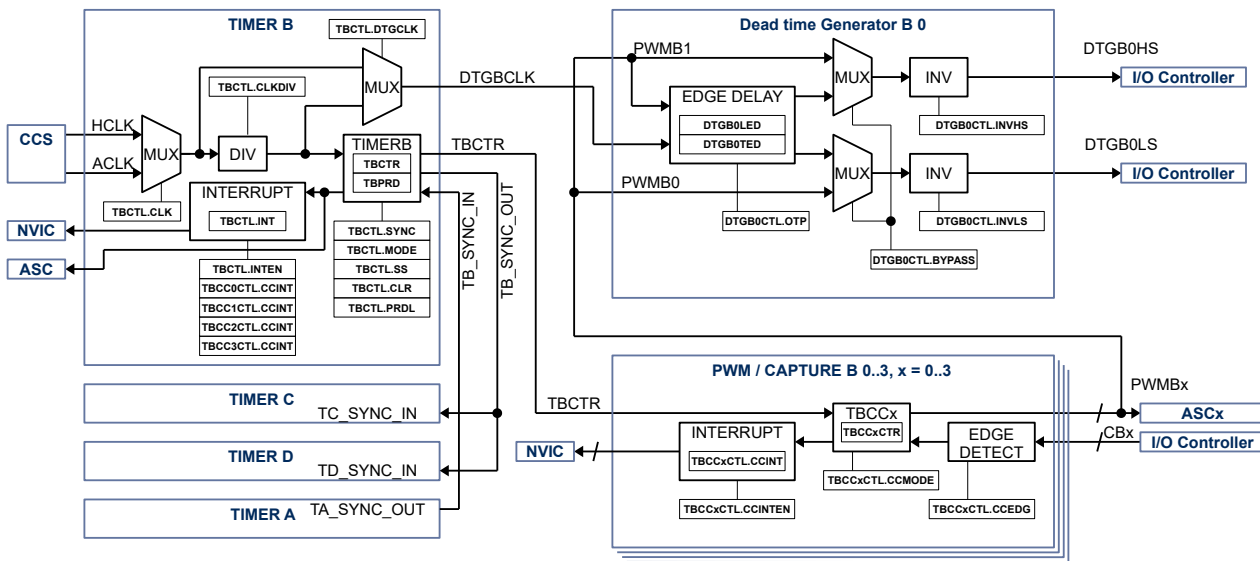 TIMER B
TBCTL.DTGCLK
MUX
DTGBCLK
TBCTL.CLKDIV
CCS
HCLK
ACLK
MUX
DIV
TBCTL.CLK
TIMERB
TBCTR
TBPRD
TBCTR
INTERRUPT
TBCTL.INT
NVIC
ASC
TBCTL.INTEN
TBCC0CTL.CCINT
TBCC1CTL.CCINT
TBCC2CTL.CCINT
TBCC3CTL.CCINT
TBCTL.SYNC
TBCTL.MODE
TBCTL.SS
TBCTL.CLR
TBCTL.PRDL
TB_SYNC_IN
TB_SYNC_OUT
TIMER C
TC_SYNC_IN
TIMER D
TD_SYNC_IN
TIMER A
TA_SYNC_OUT
Dead time Generator B 0
PWMB1
EDGE DELAY
DTGB0LED
DTGB0TED
PWMB0
DTGB0CTL.OTP
MUX
MUX
INV
DTGB0CTL.INVHS
INV
DTGB0CTL.INVLS
DTGB0CTL.BYPASS
DTGB0HS
I/O Controller
DTGB0LS
I/O Controller
PWM / CAPTURE B 0..3, x = 0..3
TBCTR
TBCCx
TBCCxCTR
TBCCxCTL.CCMODE
INTERRUPT
TBCCxCTL.CCINT
TBCCxCTL.CCINTEN
NVIC
EDGE
DETECT
TBCCxCTL.CCEDG
PWMBx
ASCx
CBx
I/O Controller